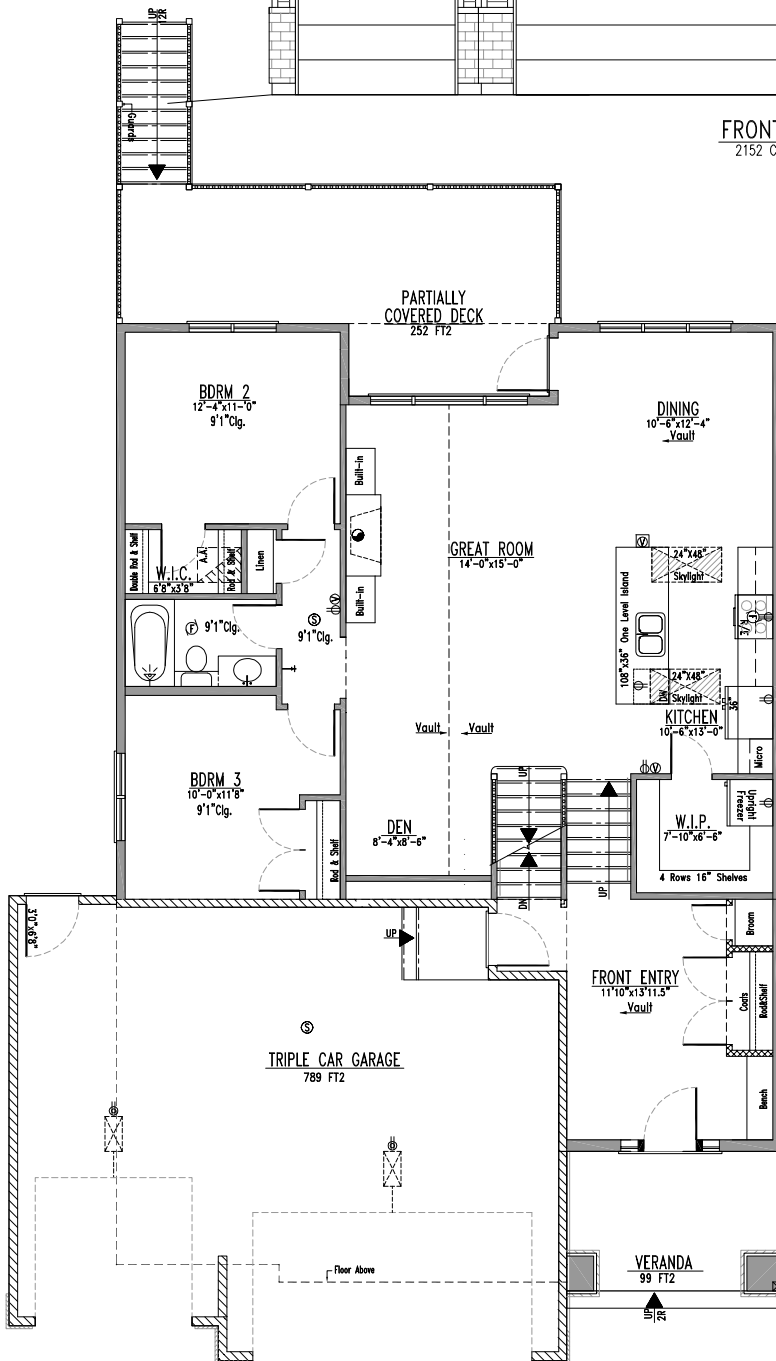 UP
12R
Guards
FRONT
2152 C
PARTIALLY
COVERED DECK
252 FT2
BDRM 2
12'-4"x11-'0"
9'1"Clg.
DINING
10'-6"x12'-4"
Vault
Built-in
GREAT ROOM
14'-0"x15'-0"
Double Rod & Shelf
W.I.C.
6'8"x3'8"
A.A
Rod & Shelf
Linen
V
24"X48"
Skylight
108"x36" One Level Island
R/E
F
F
9'1"Clg.
S
V
9'1"Clg.
Built-in
24"X48"
Skylight
DW
36"
KITCHEN
10'-6"x13'-0"
Micro
Vault
Vault
V
BDRM 3
10'-0"x11'8"
9'1"Clg.
Rod & Shelf
DEN
8'-4"x8'-6"
UP
W.I.P.
7'-10"x6'-6"
Upright
Freezer
4 Rows 16" Shelves
DN
UP
3'0"x6'8"
UP
FRONT ENTRY
11'10"x13'11.5"
Vault
Broom
Coats
Rod&Shelf
Bench
S
TRIPLE CAR GARAGE
789 FT2
Floor Above
VERANDA
99 FT2
UP
2R